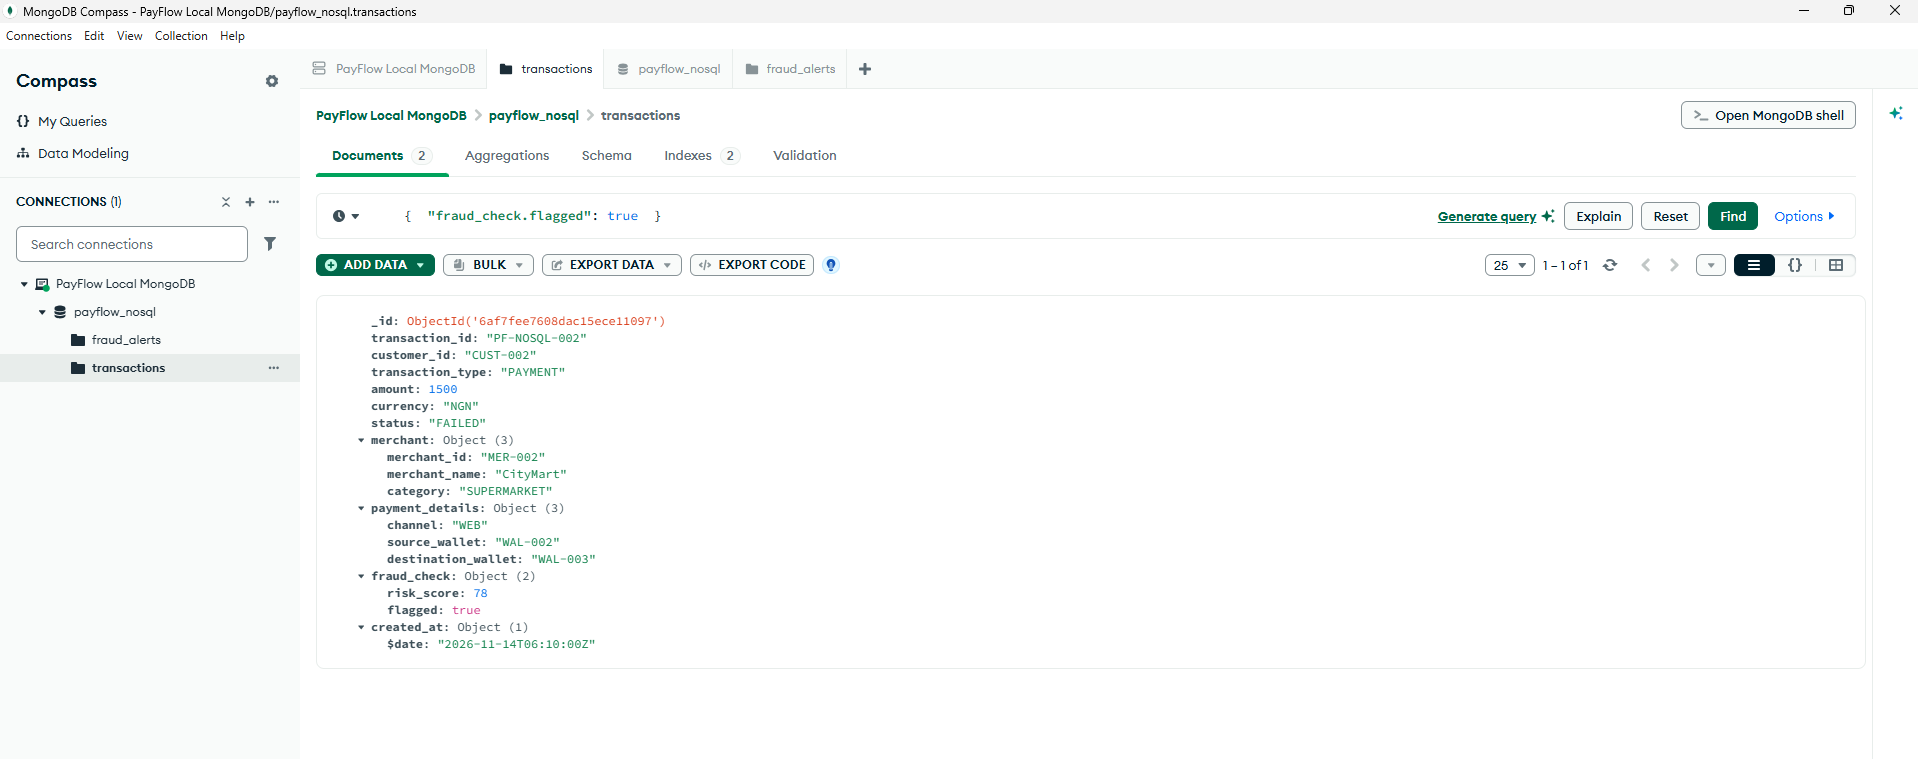 MongoDB Compass - PayFlow Local MongoDB/payflow_nosql.transactions
Connections Edit View Collection Help
Compass
My Queries
Data Modeling
CONNECTIONS (1)
Search connections
PayFlow Local MongoDB
payflow_nosql
fraud_alerts
transactions
PayFlow Local MongoDB transactions payflow_nosql fraud_alerts
PayFlow Local MongoDB > payflow_nosql > transactions
>_ Open MongoDB shell
Documents 2 Aggregations Schema Indexes 2 Validation
{ "fraud_check.flagged": true }
Generate query Explain Reset Find Options
ADD DATA BULK EXPORT DATA </> EXPORT CODE
25 1–1 of 1 {}
_id: ObjectId('6af7fee7608dac15ece11097')
transaction_id: "PF-NOSQL-002"
customer_id: "CUST-002"
transaction_type: "PAYMENT"
amount: 1500
currency: "NGN"
status: "FAILED"
merchant: Object (3)
merchant_id: "MER-002"
merchant_name: "CityMart"
category: "SUPERMARKET"
payment_details: Object (3)
channel: "WEB"
source_wallet: "WAL-002"
destination_wallet: "WAL-003"
fraud_check: Object (2)
risk_score: 78
flagged: true
created_at: Object (1)
$date: "2026-11-14T06:10:00Z"